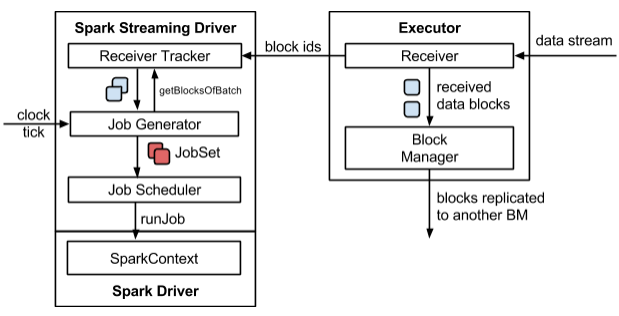 Spark Streaming Driver
Receiver Tracker
getBlocksOfBatch
clock
tick
Job Generator
JobSet
Job Scheduler
runJob
SparkContext
Spark Driver
block ids
Executor
Receiver
data stream
received
data blocks
Block
Manager
blocks replicated
to another BM